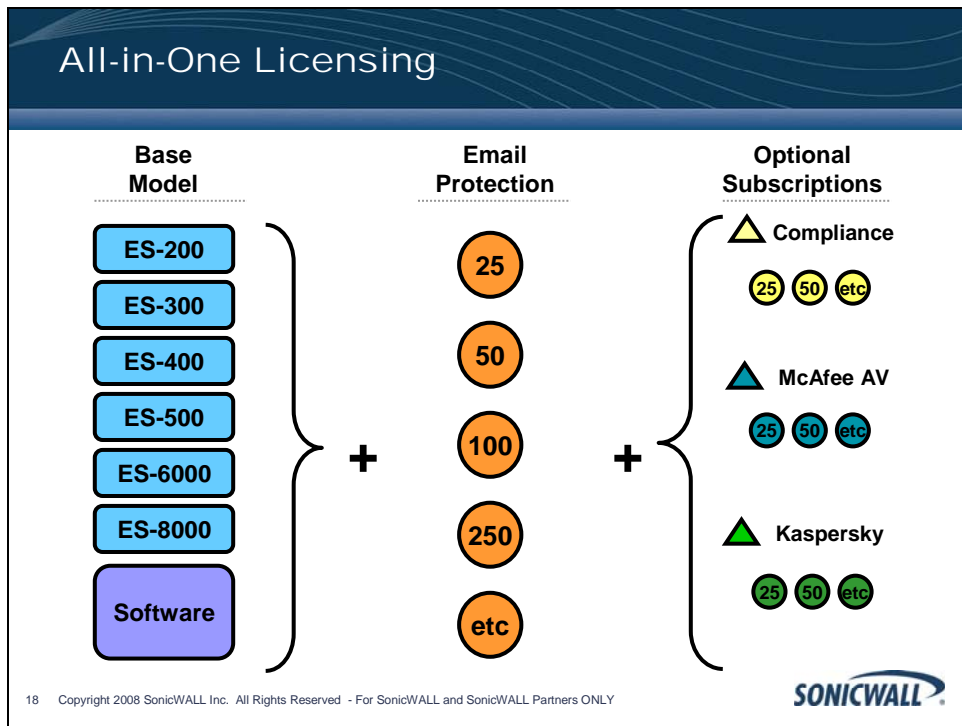 All-in-One Licensing
Base
Model
ES-200
ES-300
ES-400
ES-500
ES-6000
ES-8000
Software
+
Email
Protection
25
50
100
250
etc
+
Optional
Subscriptions
Compliance
25 50 etc
McAfee AV
25 50 etc
Kaspersky
25 50 etc
18 Copyright 2008 SonicWALL Inc. All Rights Reserved - For SonicWALL and SonicWALL Partners ONLY
SONICWALL